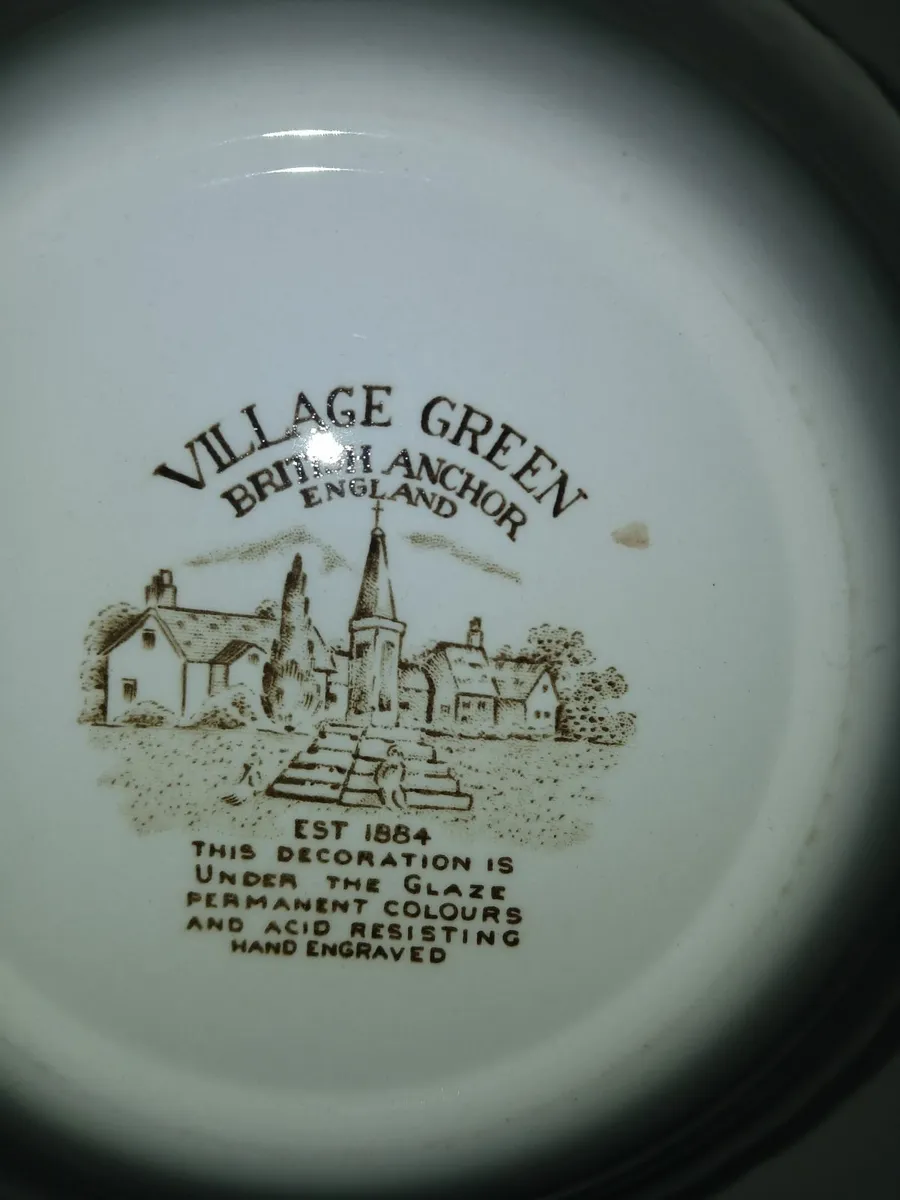 VILLAGE GREEN
BRITISH ANCHOR
ENGLAND
EST 1884
THIS DECORATION IS
UNDER THE GLAZE
PERMANENT COLOURS
AND ACID RESISTING
HAND ENGRAVED